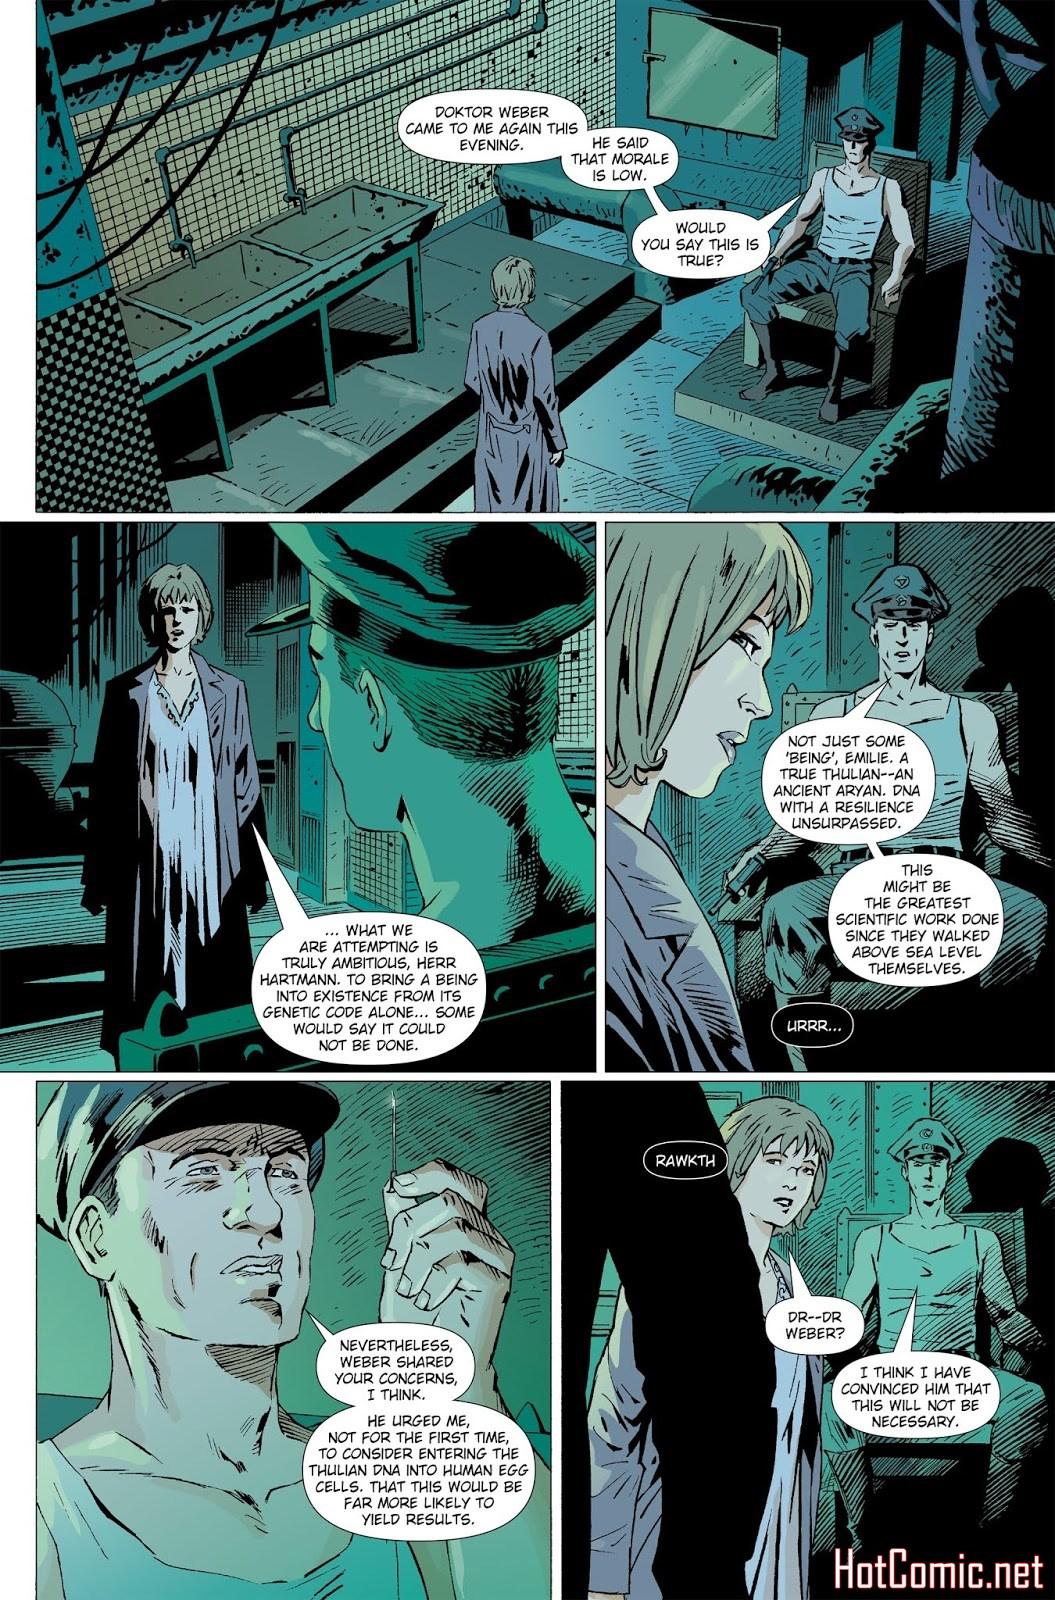 DOKTOR WEBER
CAME TO ME AGAIN THIS
EVENING.
HE SAID
THAT MORALE
IS LOW.
WOULD
YOU SAY THIS IS
TRUE?
... WHAT WE
ARE ATTEMPTING IS
TRULY AMBITIOUS, HERR
HARTMANN. TO BRING A BEING
INTO EXISTENCE FROM ITS
GENETIC CODE ALONE... SOME
WOULD SAY IT COULD
NOT BE DONE.
NOT JUST SOME
'BEING', EMILIE. A
TRUE THULIAN--AN
ANCIENT ARYAN. DNA
WITH A RESILIENCE
UNSURPASSED.
THIS
MIGHT BE
THE GREATEST
SCIENTIFIC WORK DONE
SINCE THEY WALKED
ABOVE SEA LEVEL
THEMSELVES.
URRR...
NEVERTHELESS,
WEBER SHARED
YOUR CONCERNS,
I THINK.
HE URGED ME,
NOT FOR THE FIRST TIME,
TO CONSIDER ENTERING THE
THULIAN DNA INTO HUMAN EGG
CELLS. THAT THIS WOULD BE
FAR MORE LIKELY TO
YIELD RESULTS.
RAWKTH
DR--DR
WEBER?
I THINK I HAVE
CONVINCED HIM THAT
THIS WILL NOT BE
NECESSARY.
HotComic.net